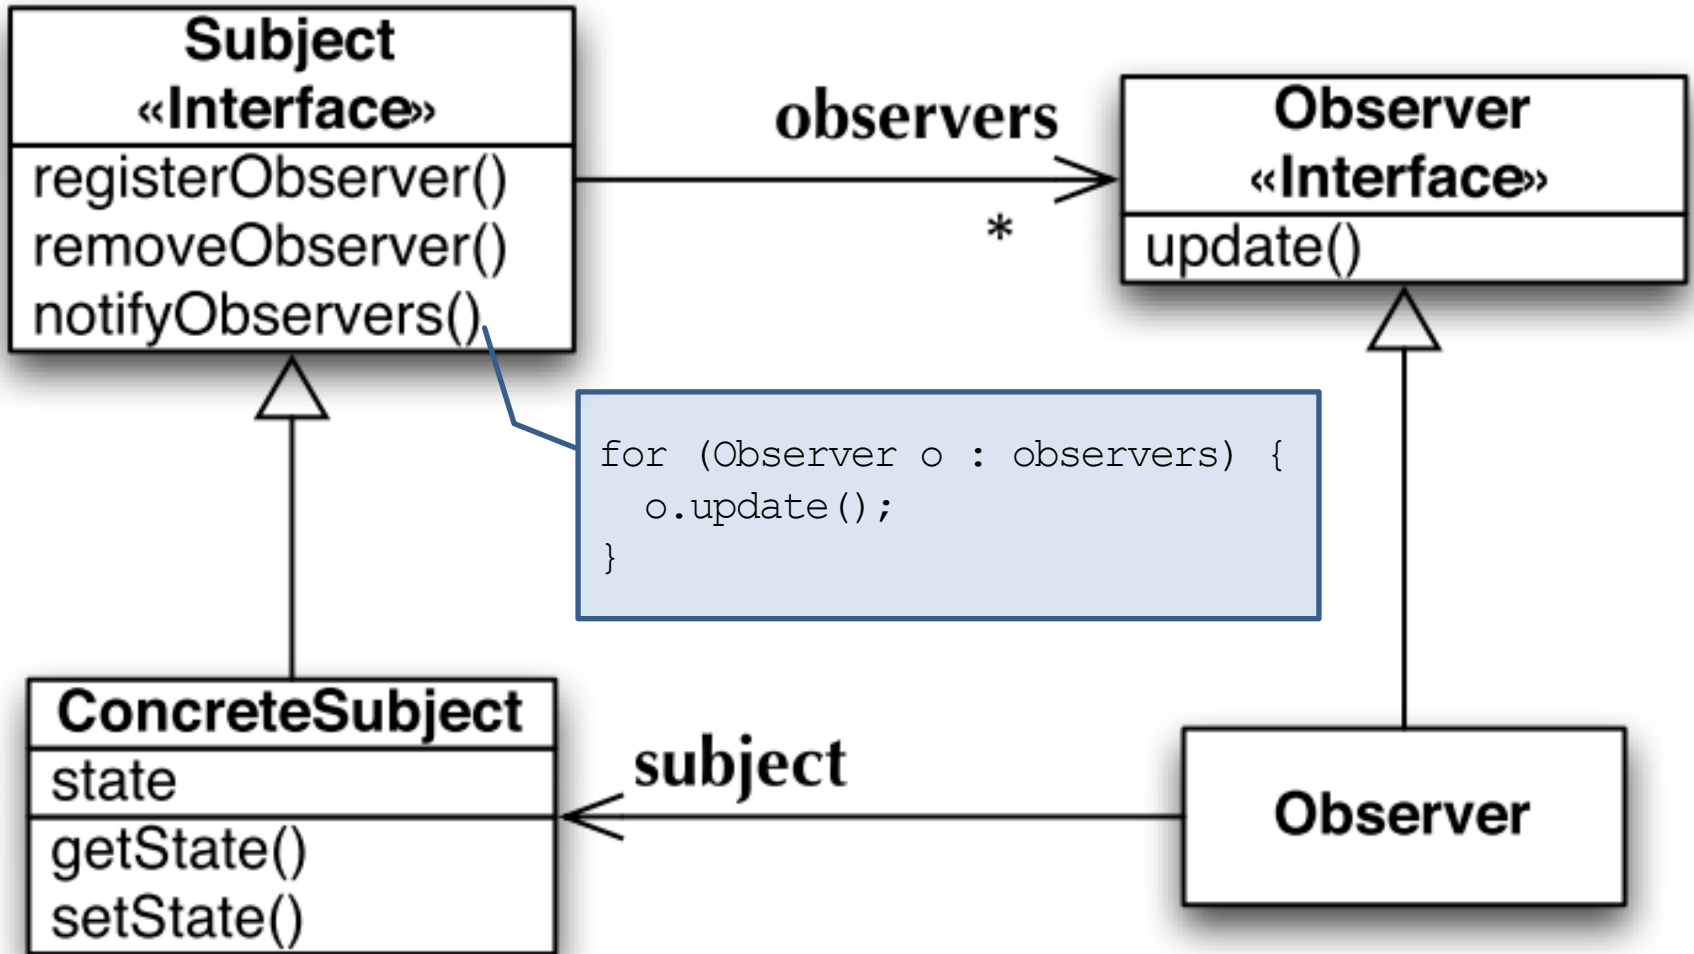 Subject
«Interface»
registerObserver()
removeObserver()
notifyObservers()
observers
*
Observer
«Interface»
update()
for (Observer o : observers) {
  o.update();
}
ConcreteSubject
state
getState()
setState()
subject
Observer